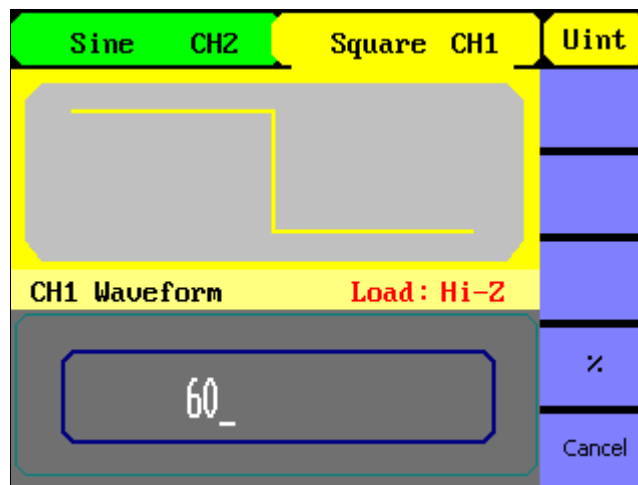 Sine CH2 Square CH1 Uint
CH1 Waveform Load: Hi-Z
60_
%
Cancel